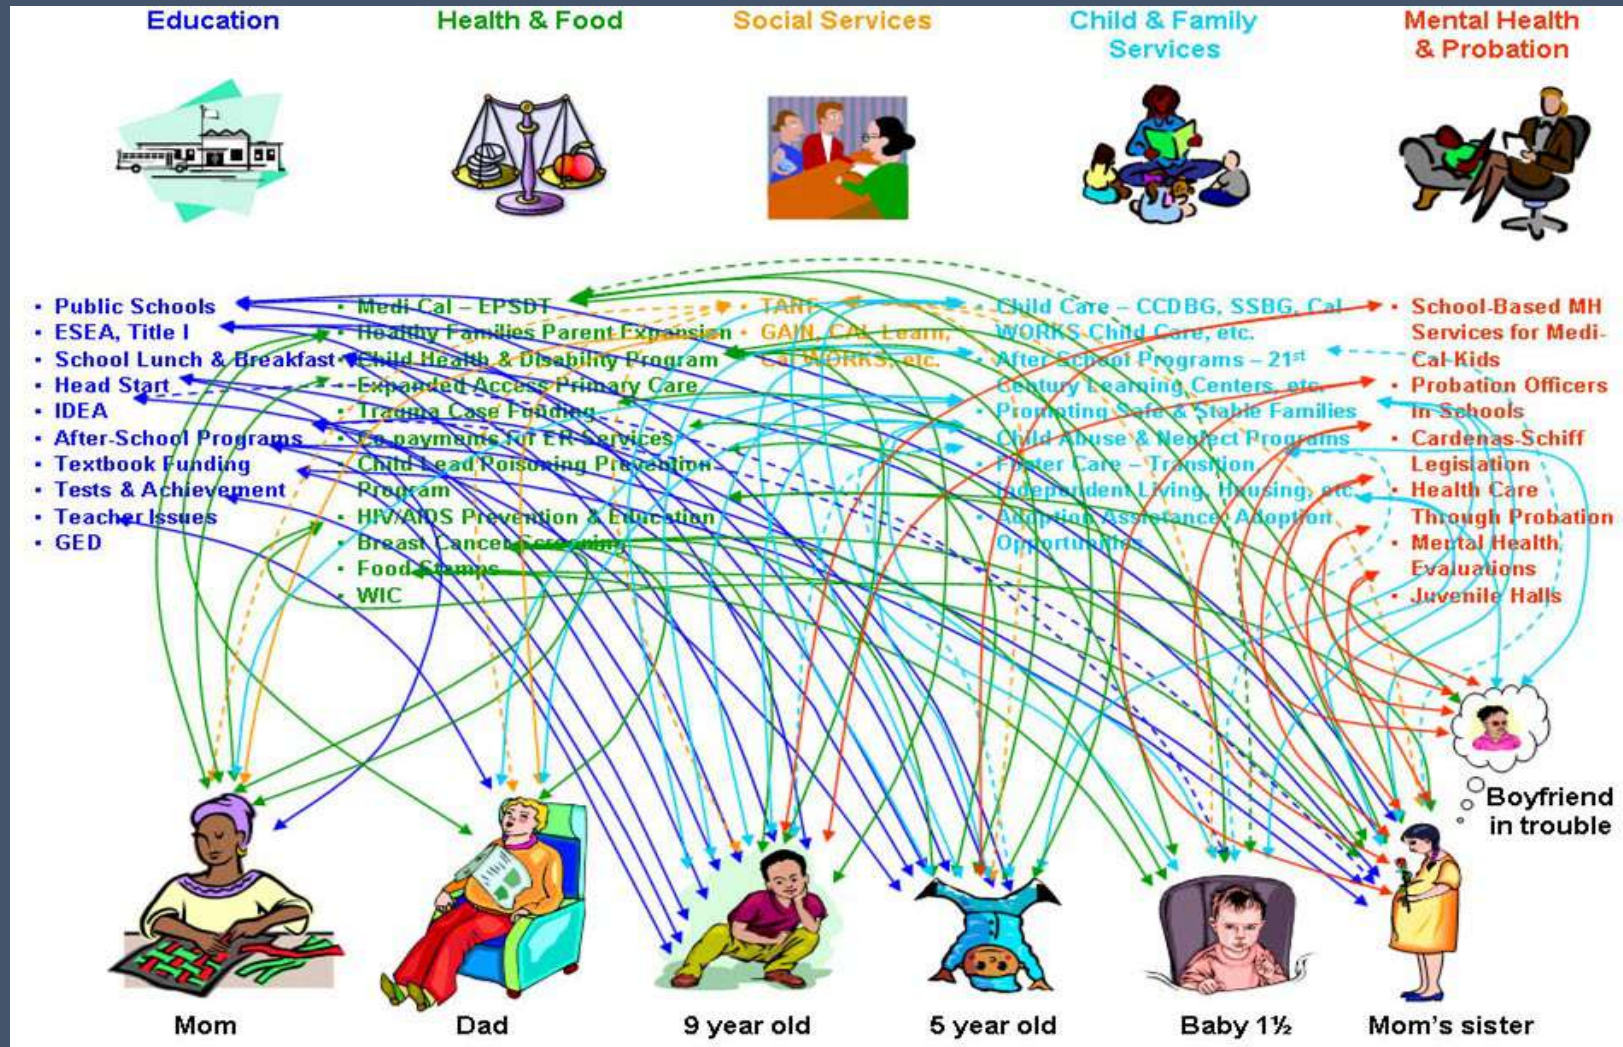 Education
Health & Food
Social Services
Child & Family
Services
Mental Health
& Probation
▪ Public Schools
▪ ESEA, Title I
▪ School Lunch & Breakfast
▪ Head Start
▪ IDEA
▪ After-School Programs
▪ Textbook Funding
▪ Tests & Achievement
▪ Teacher Issues
▪ GED
▪ Medi-Cal – EPSDT
▪ Healthy Families Parent Expansion
▪ Child Health & Disability Program
▪ Expanded Access Primary Care
▪ Trauma Case Funding
▪ Co-payments for ER Services
▪ Child Lead Poisoning Prevention
Program
▪ HIV/AIDS Prevention & Education
▪ Breast Cancer Screening
▪ Food Stamps
▪ WIC
▪ TANF
▪ GAIN, CAL Learn,
Cal WORKS, etc.
▪ Child Care – CCDBG, SSBG, Cal
WORKS Child Care, etc.
▪ After School Programs – 21st
Century Learning Centers, etc.
▪ Promoting Safe & Stable Families
▪ Child Abuse & Neglect Programs
▪ Foster Care – Transition,
Independent Living, Housing, etc.
▪ Adoption Assistance, Adoption
Opportunities
▪ School-Based MH
Services for Medi-
Cal Kids
▪ Probation Officers
in Schools
▪ Cardenas-Schiff
Legislation
▪ Health Care
Through Probation
▪ Mental Health
Evaluations
▪ Juvenile Halls
Boyfriend
in trouble
Mom
Dad
9 year old
5 year old
Baby 1½
Mom's sister